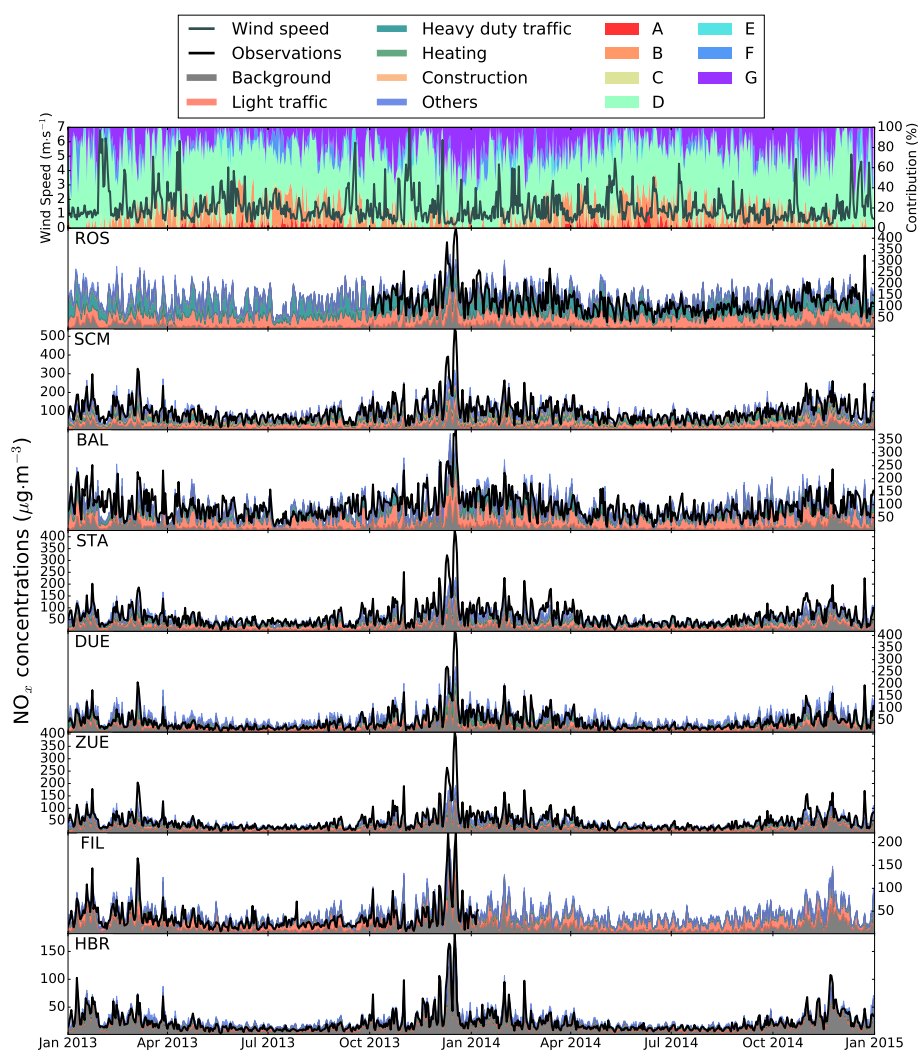 Wind speed
Observations
Background
Light traffic
Heavy duty traffic
Heating
Construction
Others
A
B
C
D
E
F
G
Wind Speed (m·s⁻¹)
7
6
5
4
3
2
1
0
100
80
60
40
20
0
Contribution (%)
NOₓ concentrations (μg·m⁻³)
ROS
400
350
300
250
200
150
100
50
SCM
500
400
300
200
100
BAL
350
300
250
200
150
100
50
STA
400
350
300
250
200
150
100
50
DUE
400
350
300
250
200
150
100
50
ZUE
400
350
300
250
200
150
100
50
FIL
200
150
100
50
HBR
150
100
50
Jan 2013 Apr 2013 Jul 2013 Oct 2013 Jan 2014 Apr 2014 Jul 2014 Oct 2014 Jan 2015